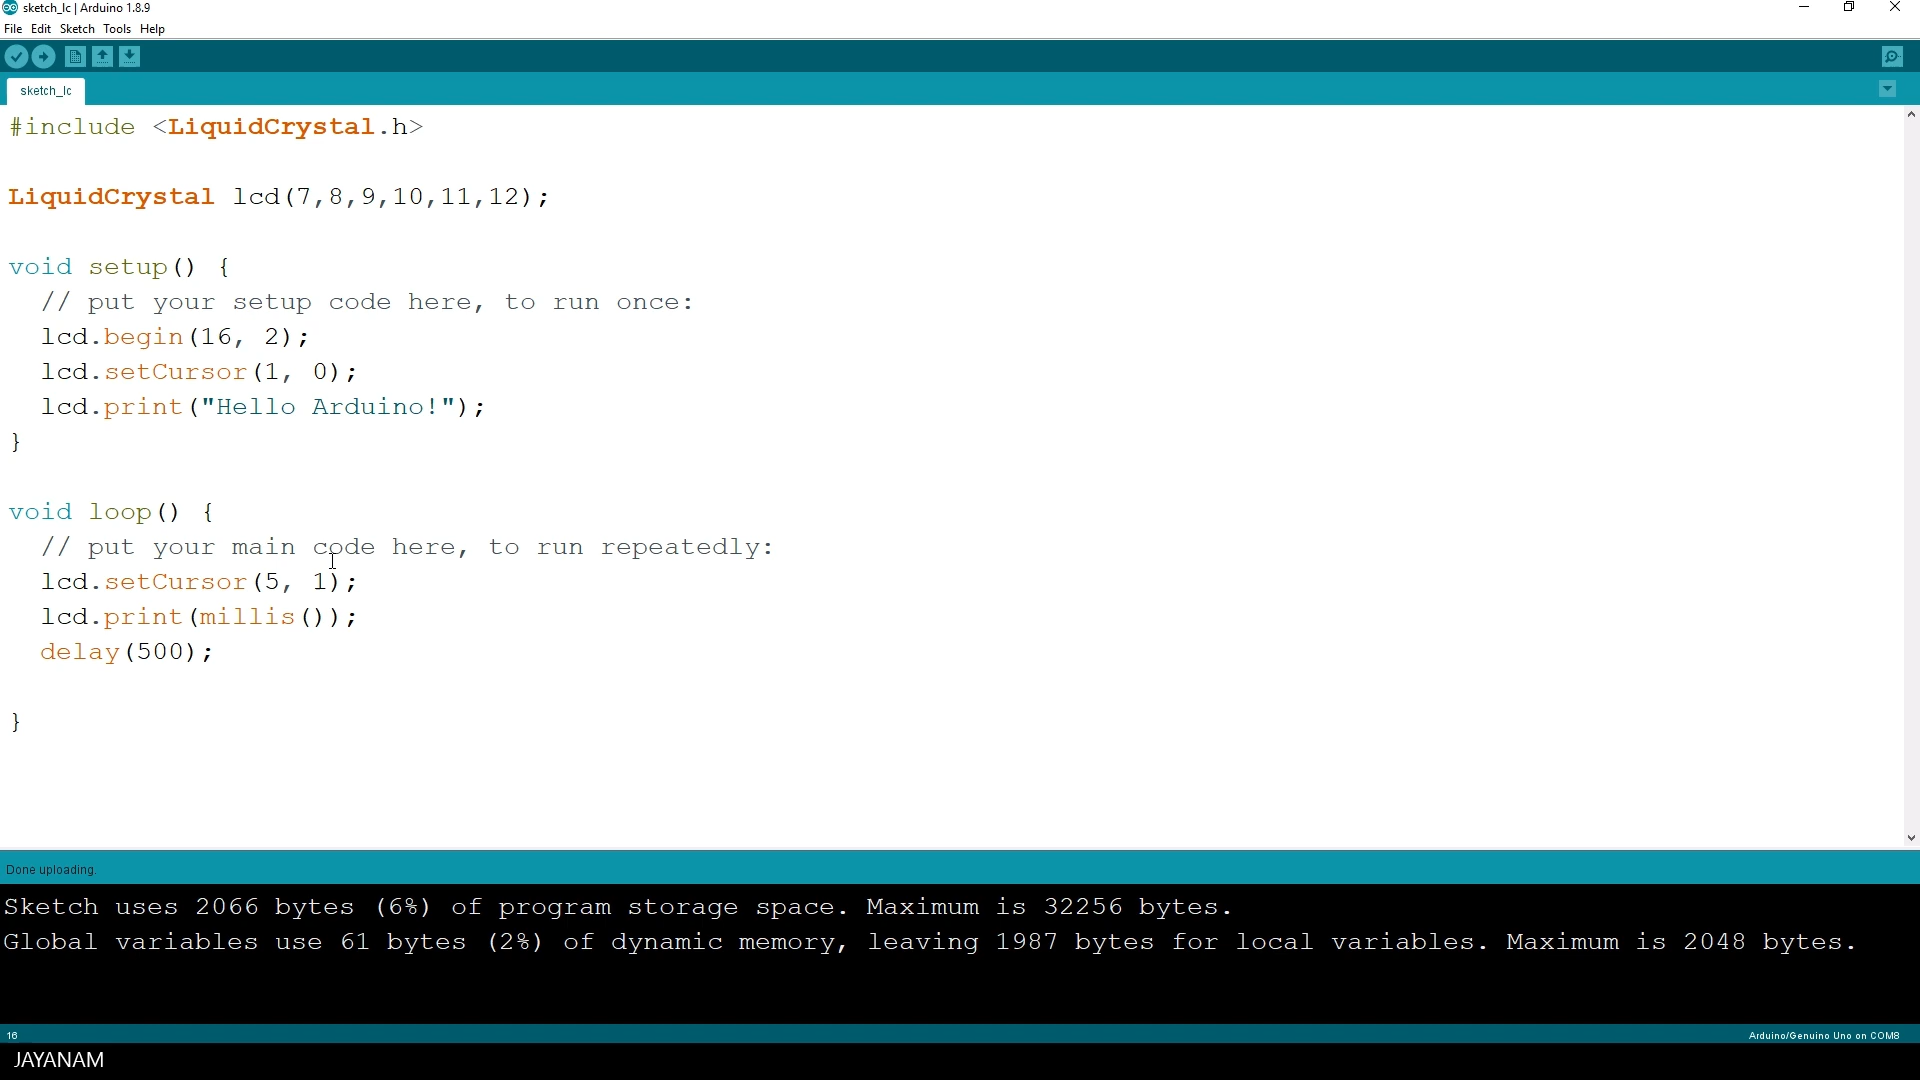 sketch_lc | Arduino 1.8.9
File Edit Sketch Tools Help
sketch_lc
#include <LiquidCrystal.h>
LiquidCrystal lcd(7,8,9,10,11,12);
void setup() {
// put your setup code here, to run once:
lcd.begin(16, 2);
lcd.setCursor(1, 0);
lcd.print("Hello Arduino!");
}
void loop() {
// put your main code here, to run repeatedly:
lcd.setCursor(5, 1);
lcd.print(millis());
delay(500);
}
Done uploading.
Sketch uses 2066 bytes (6%) of program storage space. Maximum is 32256 bytes.
Global variables use 61 bytes (2%) of dynamic memory, leaving 1987 bytes for local variables. Maximum is 2048 bytes.
16
Arduino/Genuino Uno on COM8
JAYANAM